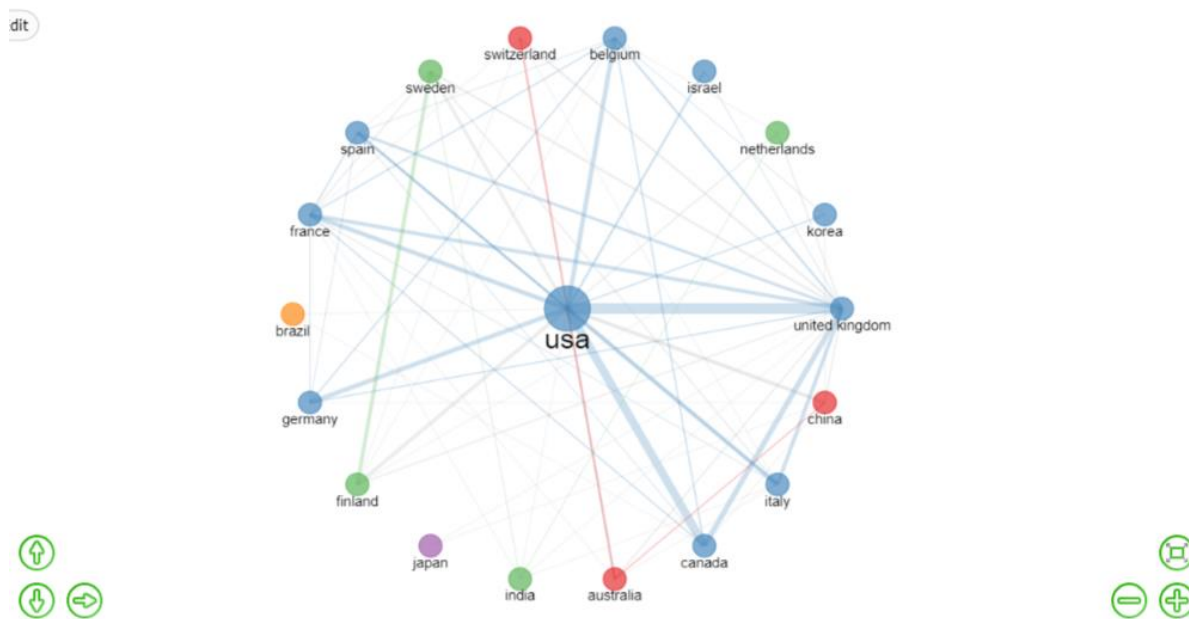 dit
switzerland
belgium
sweden
israel
spain
netherlands
france
korea
brazil
usa
united kingdom
germany
china
finland
italy
japan
canada
india
australia